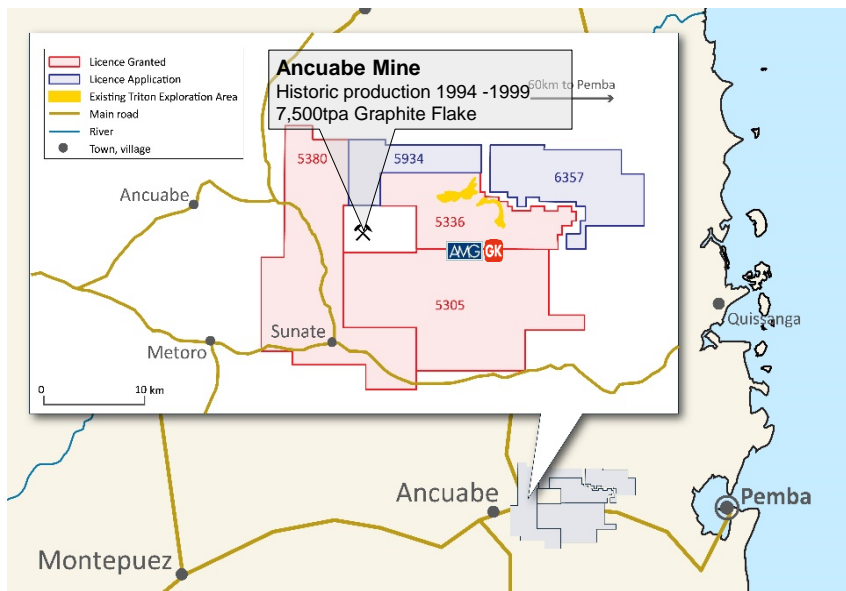 Licence Granted
Licence Application
Existing Triton Exploration Area
Main road
River
Town, village
Ancuabe Mine
Historic production 1994 -1999
7,500tpa Graphite Flake
60km to Pemba
5380
5934
6357
Ancuabe
5336
AMG GK
5305
Sunate
Metoro
0 10 km
Quissanga
Ancuabe
Pemba
Montepuez